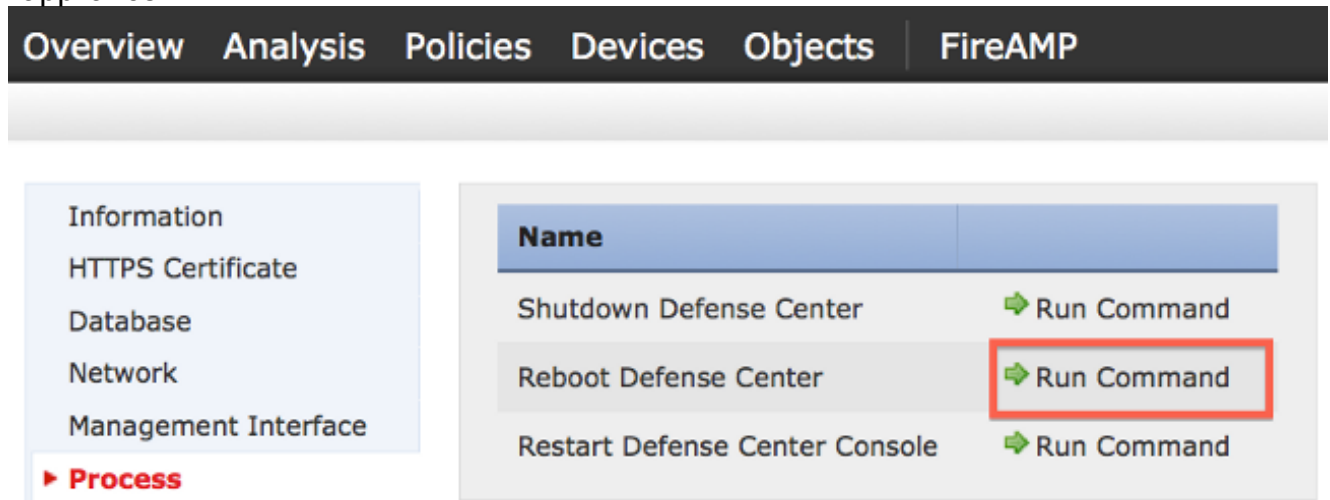 Overview Analysis Policies Devices Objects FireAMP
Information
HTTPS Certificate
Database
Network
Management Interface
Process
Name
Shutdown Defense Center Run Command
Reboot Defense Center Run Command
Restart Defense Center Console Run Command